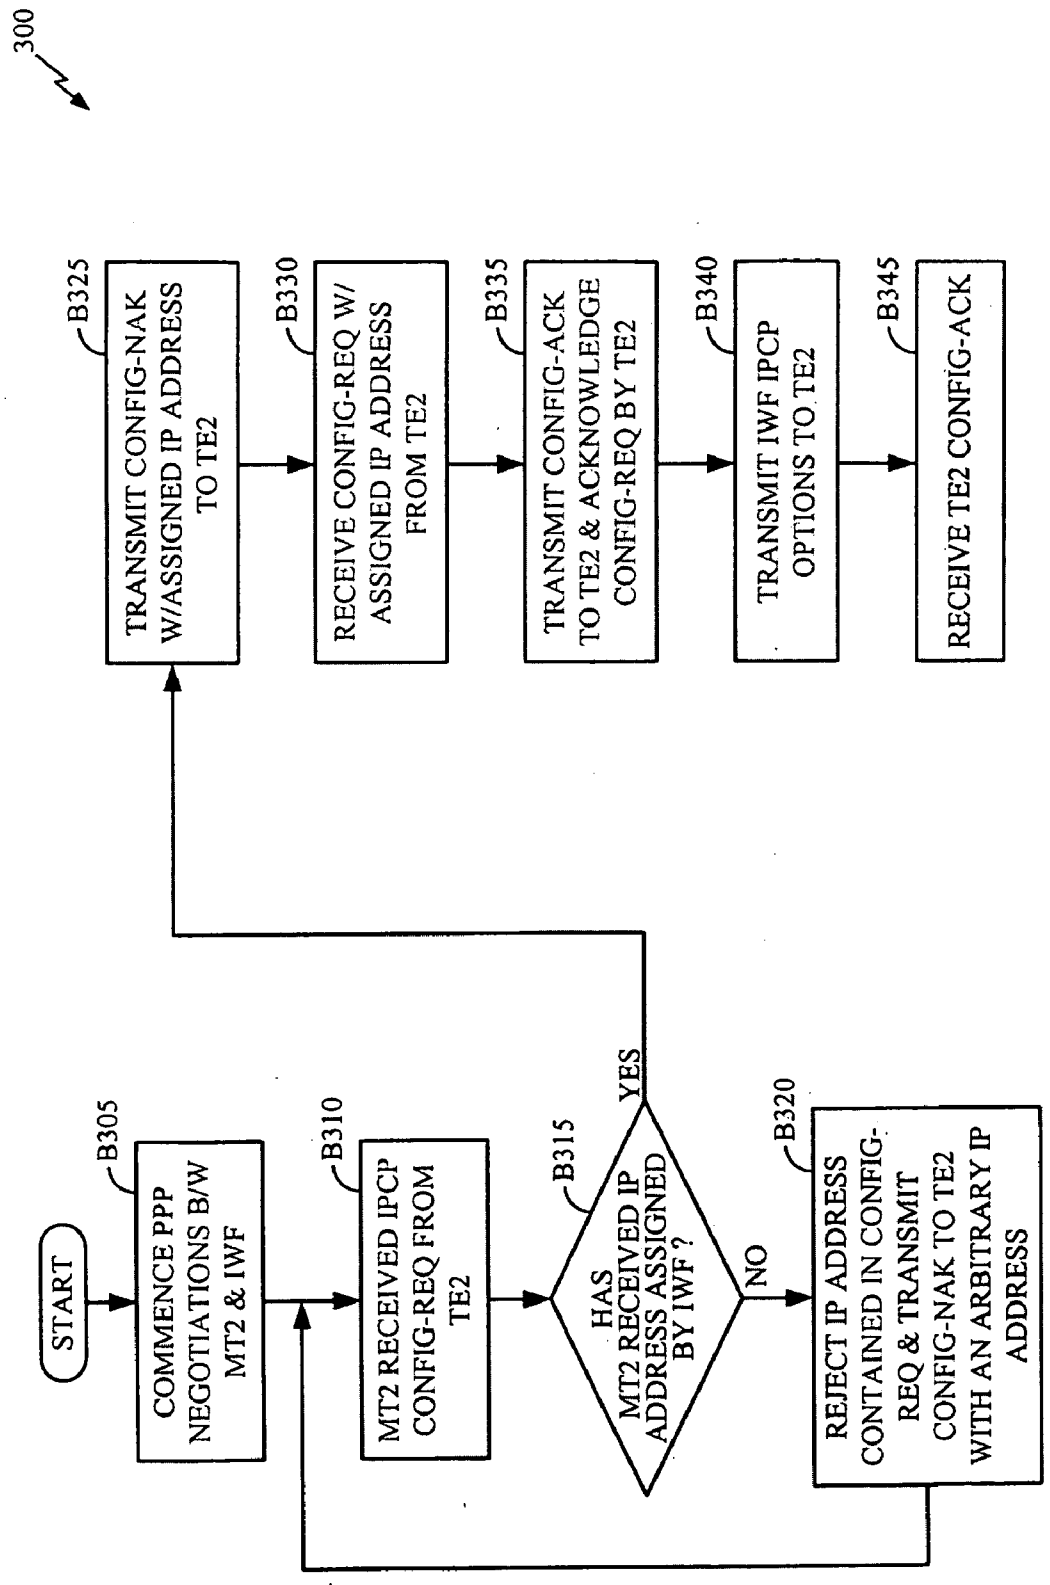 300
START
B305
COMMENCE PPP
NEGOTIATIONS B/W
MT2 & IWF
B310
MT2 RECEIVED IPCP
CONFIG-REQ FROM
TE2
B315
HAS
MT2 RECEIVED IP
ADDRESS ASSIGNED
BY IWF ?
YES
NO
B320
REJECT IP ADDRESS
CONTAINED IN CONFIG-
REQ & TRANSMIT
CONFIG-NAK TO TE2
WITH AN ARBITRARY IP
ADDRESS
B325
TRANSMIT CONFIG-NAK
W/ASSIGNED IP ADDRESS
TO TE2
B330
RECEIVE CONFIG-REQ W/
ASSIGNED IP ADDRESS
FROM TE2
B335
TRANSMIT CONFIG-ACK
TO TE2 & ACKNOWLEDGE
CONFIG-REQ BY TE2
B340
TRANSMIT IWF IPCP
OPTIONS TO TE2
B345
RECEIVE TE2 CONFIG-ACK